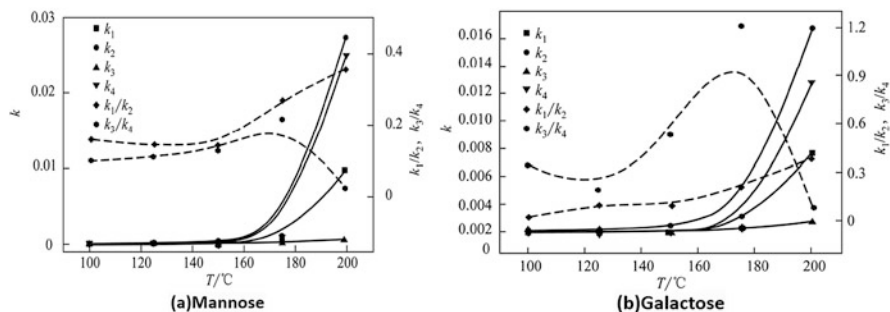 0.03
0.02
0.01
0
k
k₁
k₂
k₃
k₄
k₁/k₂
k₃/k₄
0.4
0.2
0
k₁/k₂, k₃/k₄
100 120 140 160 180 200
T/℃
(a)Mannose
0.016
0.014
0.012
0.010
0.008
0.006
0.004
0.002
0
k
k₁
k₂
k₃
k₄
k₁/k₂
k₃/k₄
1.2
0.9
0.6
0.3
0
k₁/k₂, k₃/k₄
100 120 140 160 180 200
T/℃
(b)Galactose